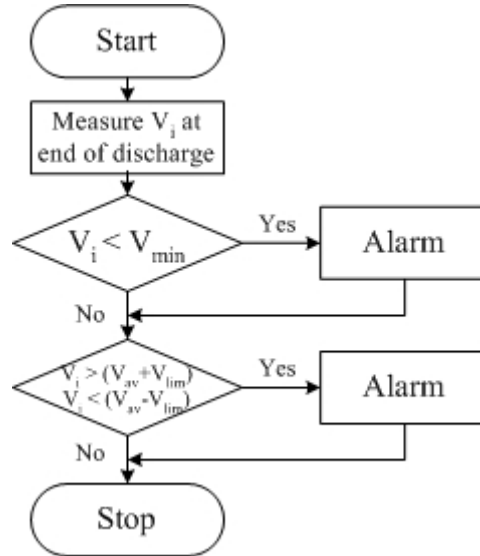 Start
Measure V_i at
end of discharge
V_i < V_min
Yes
Alarm
No
V_i > (V_av+V_lim)
V_i < (V_av-V_lim)
Yes
Alarm
No
Stop